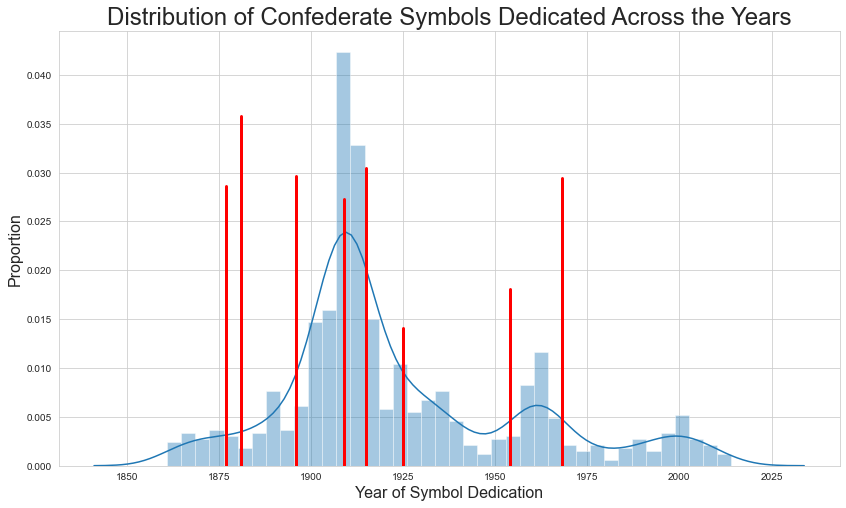 Distribution of Confederate Symbols Dedicated Across the Years
0.040
0.035
0.030
0.025
0.020
0.015
0.010
0.005
0.000
Proportion
1850 1875 1900 1925 1950 1975 2000 2025
Year of Symbol Dedication